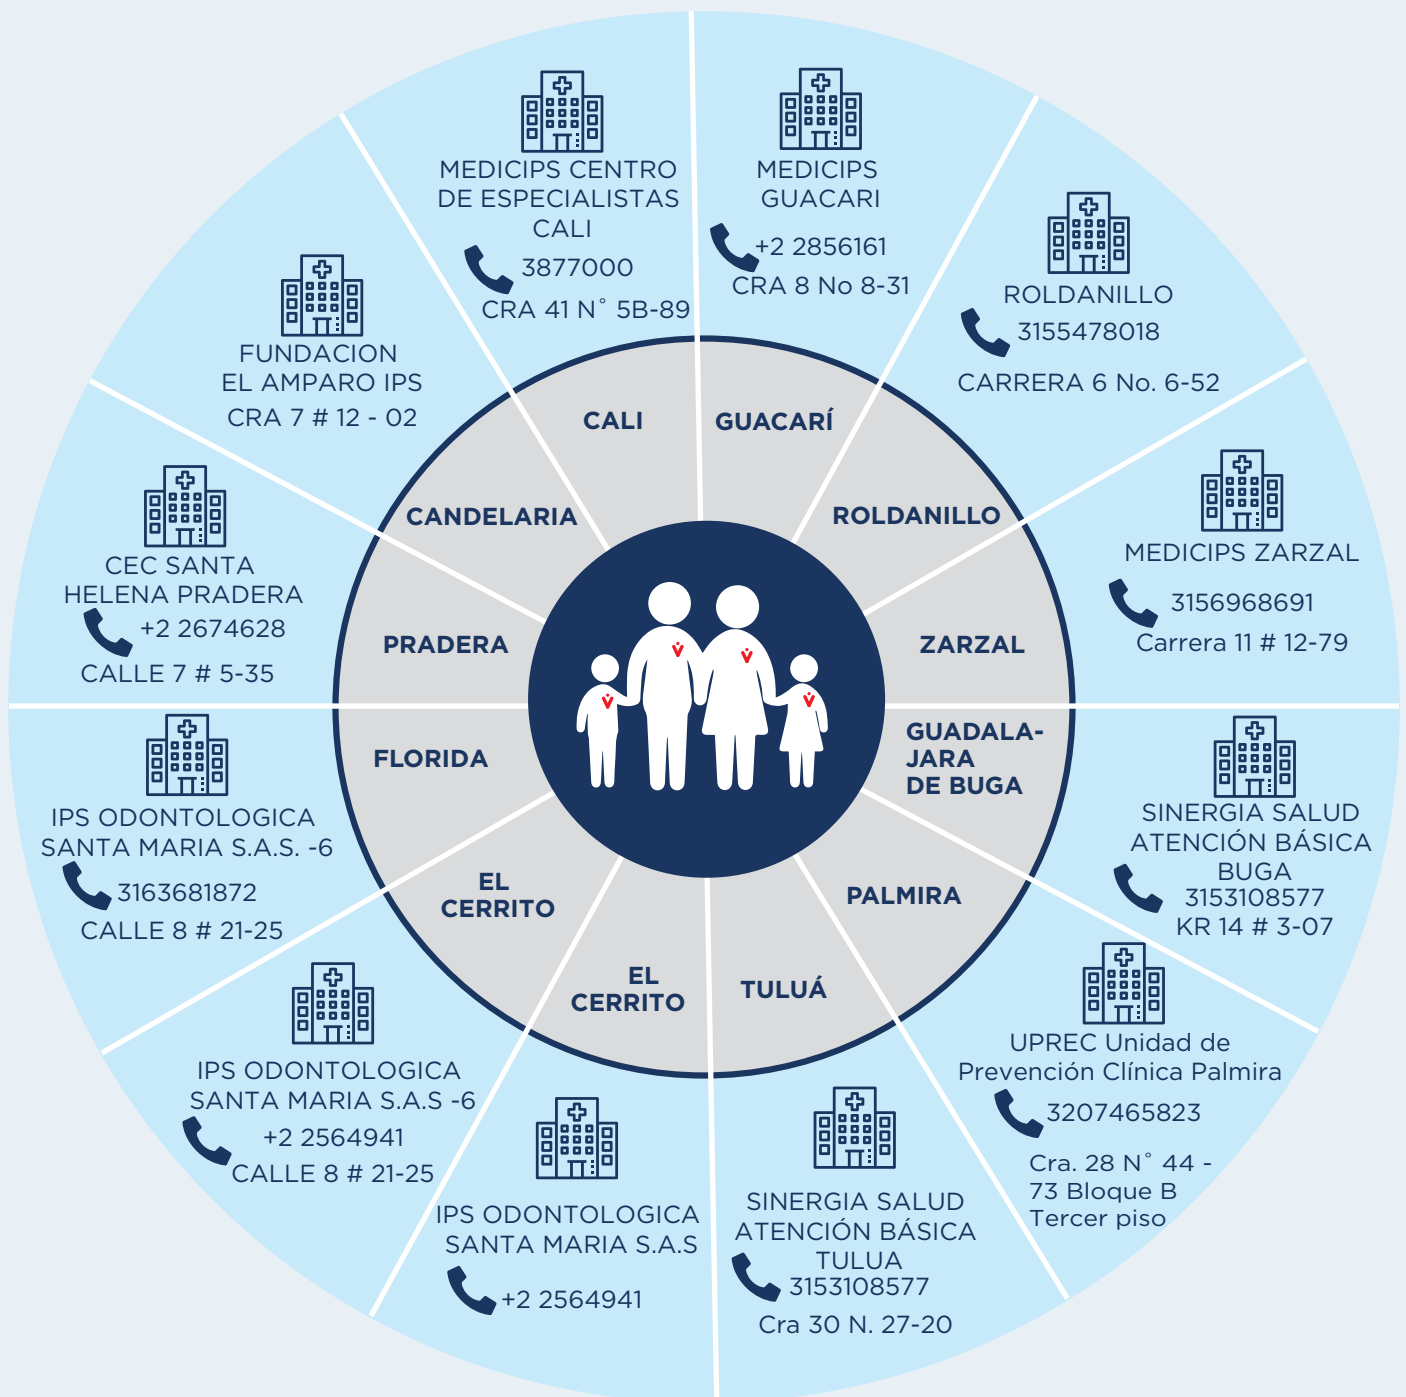 MEDICIPS CENTRO
DE ESPECIALISTAS
CALI
3877000
CRA 41 N° 5B-89
CALI
MEDICIPS
GUACARI
+2 2856161
CRA 8 No 8-31
GUACARÍ
ROLDANILLO
3155478018
CARRERA 6 No. 6-52
ROLDANILLO
MEDICIPS ZARZAL
3156968691
Carrera 11 # 12-79
ZARZAL
SINERGIA SALUD
ATENCIÓN BÁSICA
BUGA
3153108577
KR 14 # 3-07
GUADALA-
JARA
DE BUGA
UPREC Unidad de
Prevención Clínica Palmira
3207465823
Cra. 28 N° 44 -
73 Bloque B
Tercer piso
PALMIRA
SINERGIA SALUD
ATENCIÓN BÁSICA
TULUA
3153108577
Cra 30 N. 27-20
TULUÁ
IPS ODONTOLOGICA
SANTA MARIA S.A.S
+2 2564941
EL
CERRITO
IPS ODONTOLOGICA
SANTA MARIA S.A.S -6
+2 2564941
CALLE 8 # 21-25
EL
CERRITO
IPS ODONTOLOGICA
SANTA MARIA S.A.S. -6
3163681872
CALLE 8 # 21-25
FLORIDA
CEC SANTA
HELENA PRADERA
+2 2674628
CALLE 7 # 5-35
PRADERA
FUNDACION
EL AMPARO IPS
CRA 7 # 12 - 02
CANDELARIA